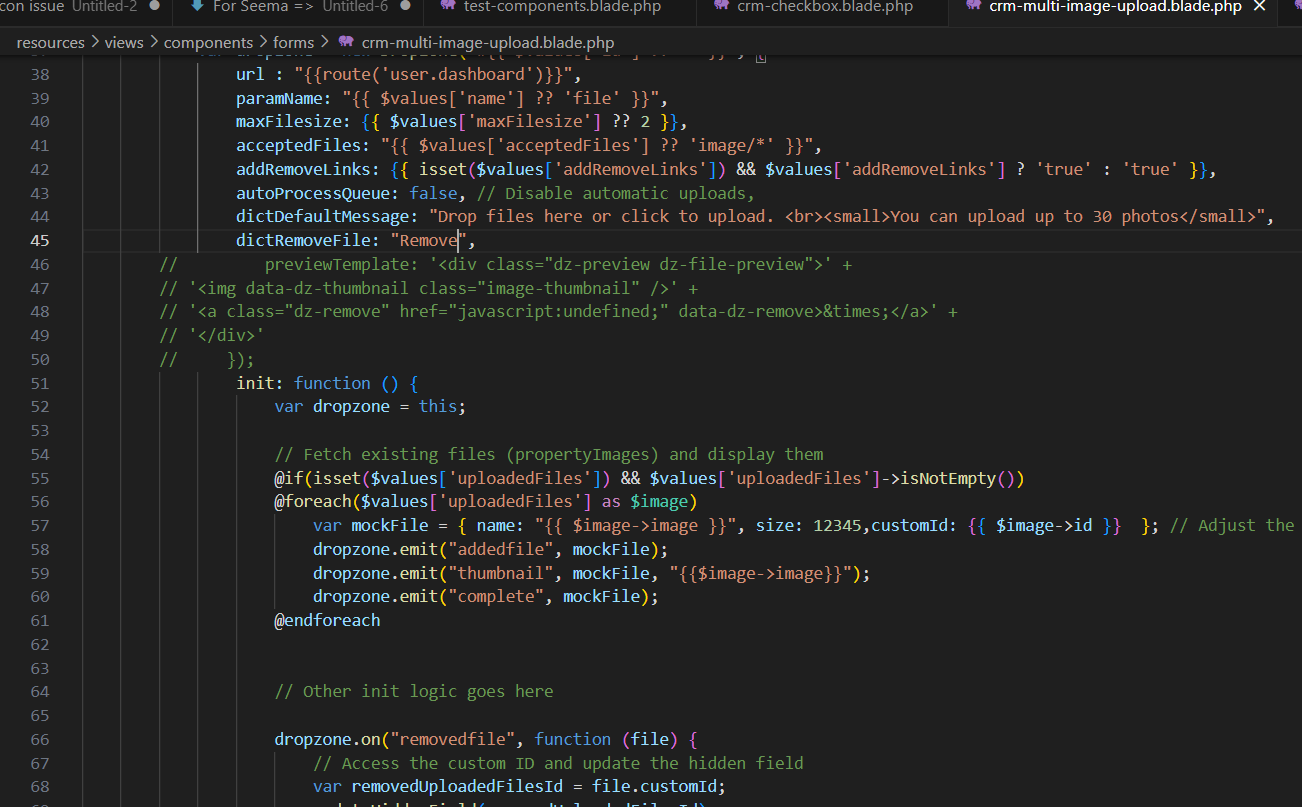 con issue Untitled-2 For Seema => Untitled-6 test-components.blade.php crm-checkbox.blade.php crm-multi-image-upload.blade.php
resources > views > components > forms > crm-multi-image-upload.blade.php
38 url : "{{route('user.dashboard')}}",
39 paramName: "{{ $values['name'] ?? 'file' }}",
40 maxFilesize: {{ $values['maxFilesize'] ?? 2 }},
41 acceptedFiles: "{{ $values['acceptedFiles'] ?? 'image/*' }}",
42 addRemoveLinks: {{ isset($values['addRemoveLinks']) && $values['addRemoveLinks'] ? 'true' : 'true' }},
43 autoProcessQueue: false, // Disable automatic uploads,
44 dictDefaultMessage: "Drop files here or click to upload. <br><small>You can upload up to 30 photos</small>",
45 dictRemoveFile: "Remove",
46 // previewTemplate: '<div class="dz-preview dz-file-preview">' +
47 // '<img data-dz-thumbnail class="image-thumbnail" />' +
48 // '<a class="dz-remove" href="javascript:undefined;" data-dz-remove>&times;</a>' +
49 // '</div>'
50 // });
51 init: function () {
52 var dropzone = this;
53
54 // Fetch existing files (propertyImages) and display them
55 @if(isset($values['uploadedFiles']) && $values['uploadedFiles']->isNotEmpty())
56 @foreach($values['uploadedFiles'] as $image)
57 var mockFile = { name: "{{ $image->image }}", size: 12345,customId: {{ $image->id }} }; // Adjust the
58 dropzone.emit("addedfile", mockFile);
59 dropzone.emit("thumbnail", mockFile, "{{$image->image}}");
60 dropzone.emit("complete", mockFile);
61 @endforeach
62
63
64 // Other init logic goes here
65
66 dropzone.on("removedfile", function (file) {
67 // Access the custom ID and update the hidden field
68 var removedUploadedFilesId = file.customId;